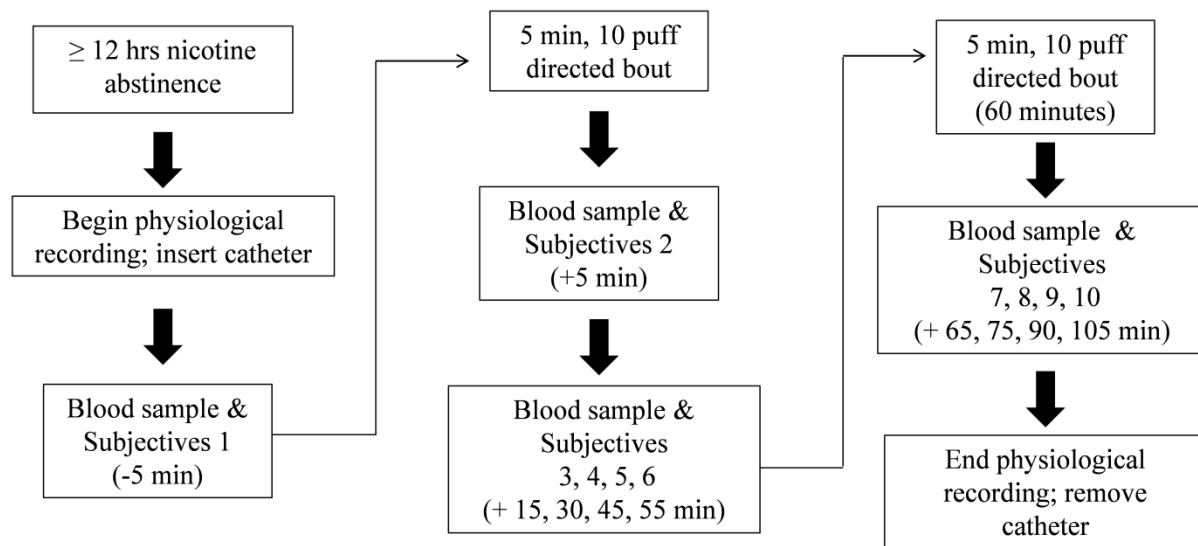 ≥ 12 hrs nicotine
abstinence
Begin physiological
recording; insert catheter
Blood sample &
Subjectives 1
(-5 min)
5 min, 10 puff
directed bout
Blood sample &
Subjectives 2
(+5 min)
Blood sample &
Subjectives
3, 4, 5, 6
(+ 15, 30, 45, 55 min)
5 min, 10 puff
directed bout
(60 minutes)
Blood sample &
Subjectives
7, 8, 9, 10
(+ 65, 75, 90, 105 min)
End physiological
recording; remove
catheter